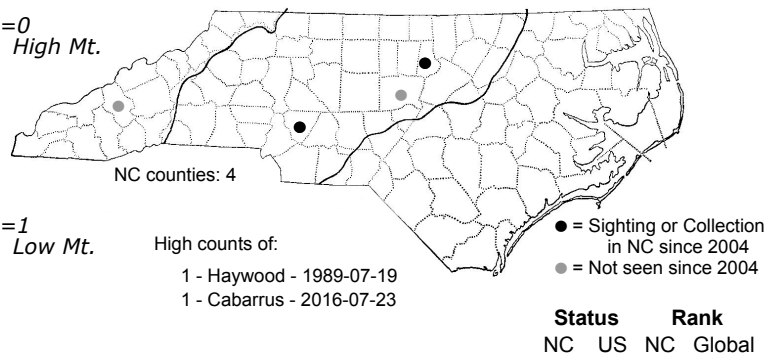 =0
High Mt.
NC counties: 4
=1
Low Mt.
High counts of:
1 - Haywood - 1989-07-19
1 - Cabarrus - 2016-07-23
● = Sighting or Collection
in NC since 2004
● = Not seen since 2004
Status Rank
NC US NC Global